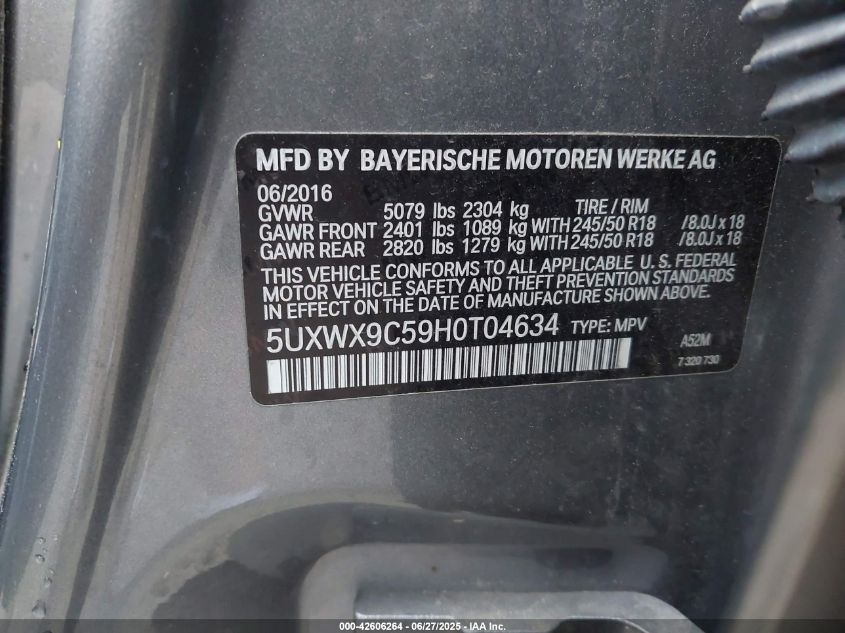 MFD BY BAYERISCHE MOTOREN WERKE AG
06/2016
GVWR 5079 lbs 2304 kg TIRE / RIM
GAWR FRONT 2401 lbs 1089 kg WITH 245/50 R18 /8.0J x 18
GAWR REAR 2820 lbs 1279 kg WITH 245/50 R18 /8.0J x 18
THIS VEHICLE CONFORMS TO ALL APPLICABLE U. S. FEDERAL
MOTOR VEHICLE SAFETY AND THEFT PREVENTION STANDARDS
IN EFFECT ON THE DATE OF MANUFACTURE SHOWN ABOVE.
5UXWX9C59H0T04634 TYPE: MPV A52M
7 320 730
000-42606264 - 06/27/2025 - IAA Inc.